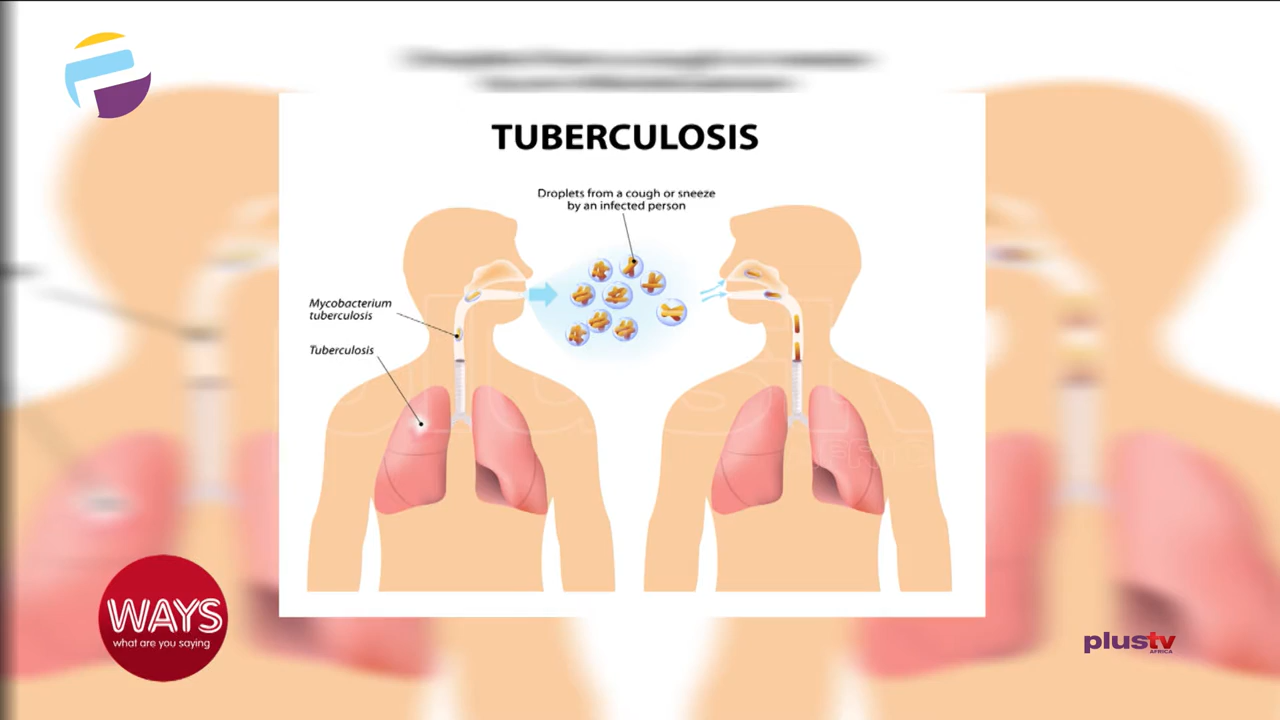 TUBERCULOSIS
Droplets from a cough or sneeze
by an infected person
Mycobacterium
tuberculosis
Tuberculosis
WAYS
what are you saying
plustv
AFRICA